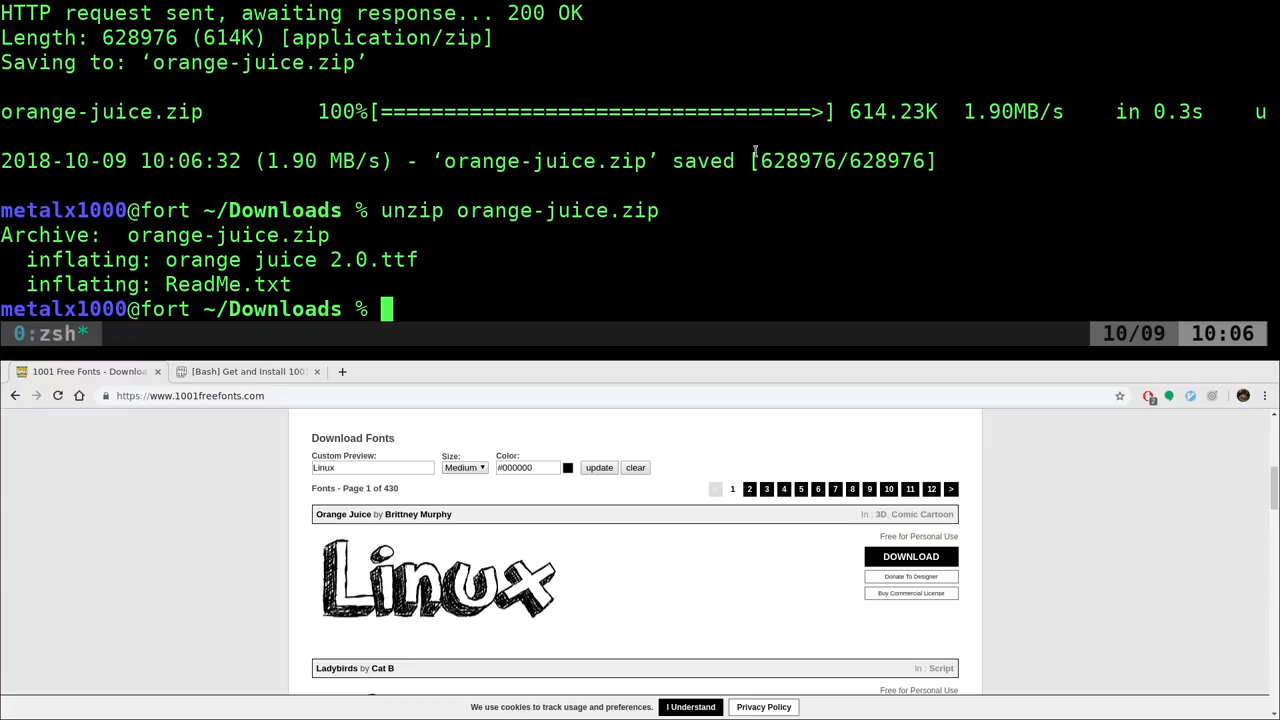 HTTP request sent, awaiting response... 200 OK
Length: 628976 (614K) [application/zip]
Saving to: ‘orange-juice.zip’
orange-juice.zip 100%[==================================>] 614.23K 1.90MB/s in 0.3s u
2018-10-09 10:06:32 (1.90 MB/s) - ‘orange-juice.zip’ saved [628976/628976]
metalx1000@fort ~/Downloads % unzip orange-juice.zip
Archive: orange-juice.zip
inflating: orange juice 2.0.ttf
inflating: ReadMe.txt
metalx1000@fort ~/Downloads %
0:zsh* 10/09 10:06
1001 Free Fonts - Downloa [Bash] Get and Install 100
https://www.1001freefonts.com
Download Fonts
Custom Preview: Size: Color:
Linux Medium #000000 update clear
Fonts - Page 1 of 430 1 2 3 4 5 6 7 8 9 10 11 12 >
Orange Juice by Brittney Murphy In : 3D, Comic Cartoon
Free for Personal Use
Linux
DOWNLOAD
Donate To Designer
Buy Commercial License
Ladybirds by Cat B In : Script
Free for Personal Use
We use cookies to track usage and preferences. I Understand Privacy Policy